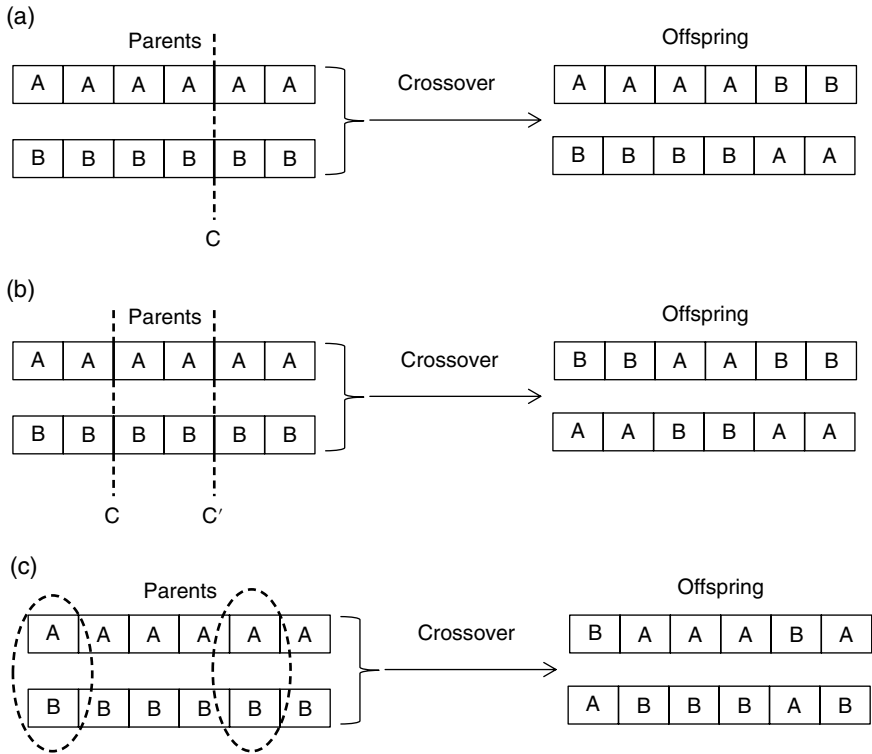 (a)
Parents
Offspring
A A A A A A
Crossover
A A A A B B
B B B B B B
B B B B A A
C
(b)
Parents
Offspring
A A A A A A
Crossover
B B A A B B
B B B B B B
A A B B A A
C C′
(c)
Parents
Offspring
A A A A A A
Crossover
B A A A B A
B B B B B B
A B B B A B